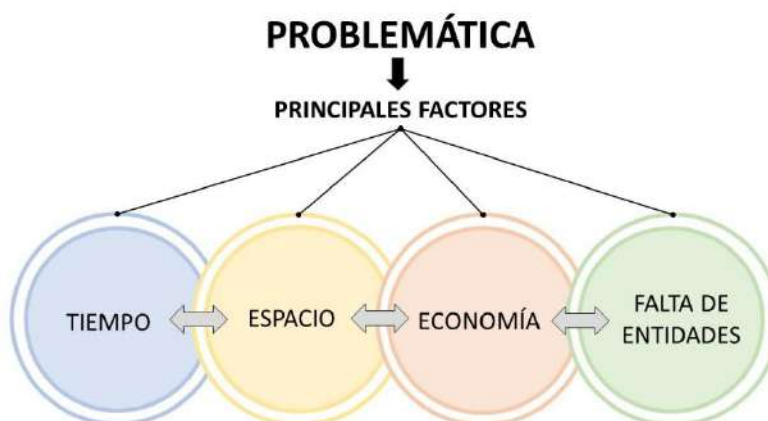 PROBLEMÁTICA
PRINCIPALES FACTORES
TIEMPO
ESPACIO
ECONOMÍA
FALTA DE
ENTIDADES